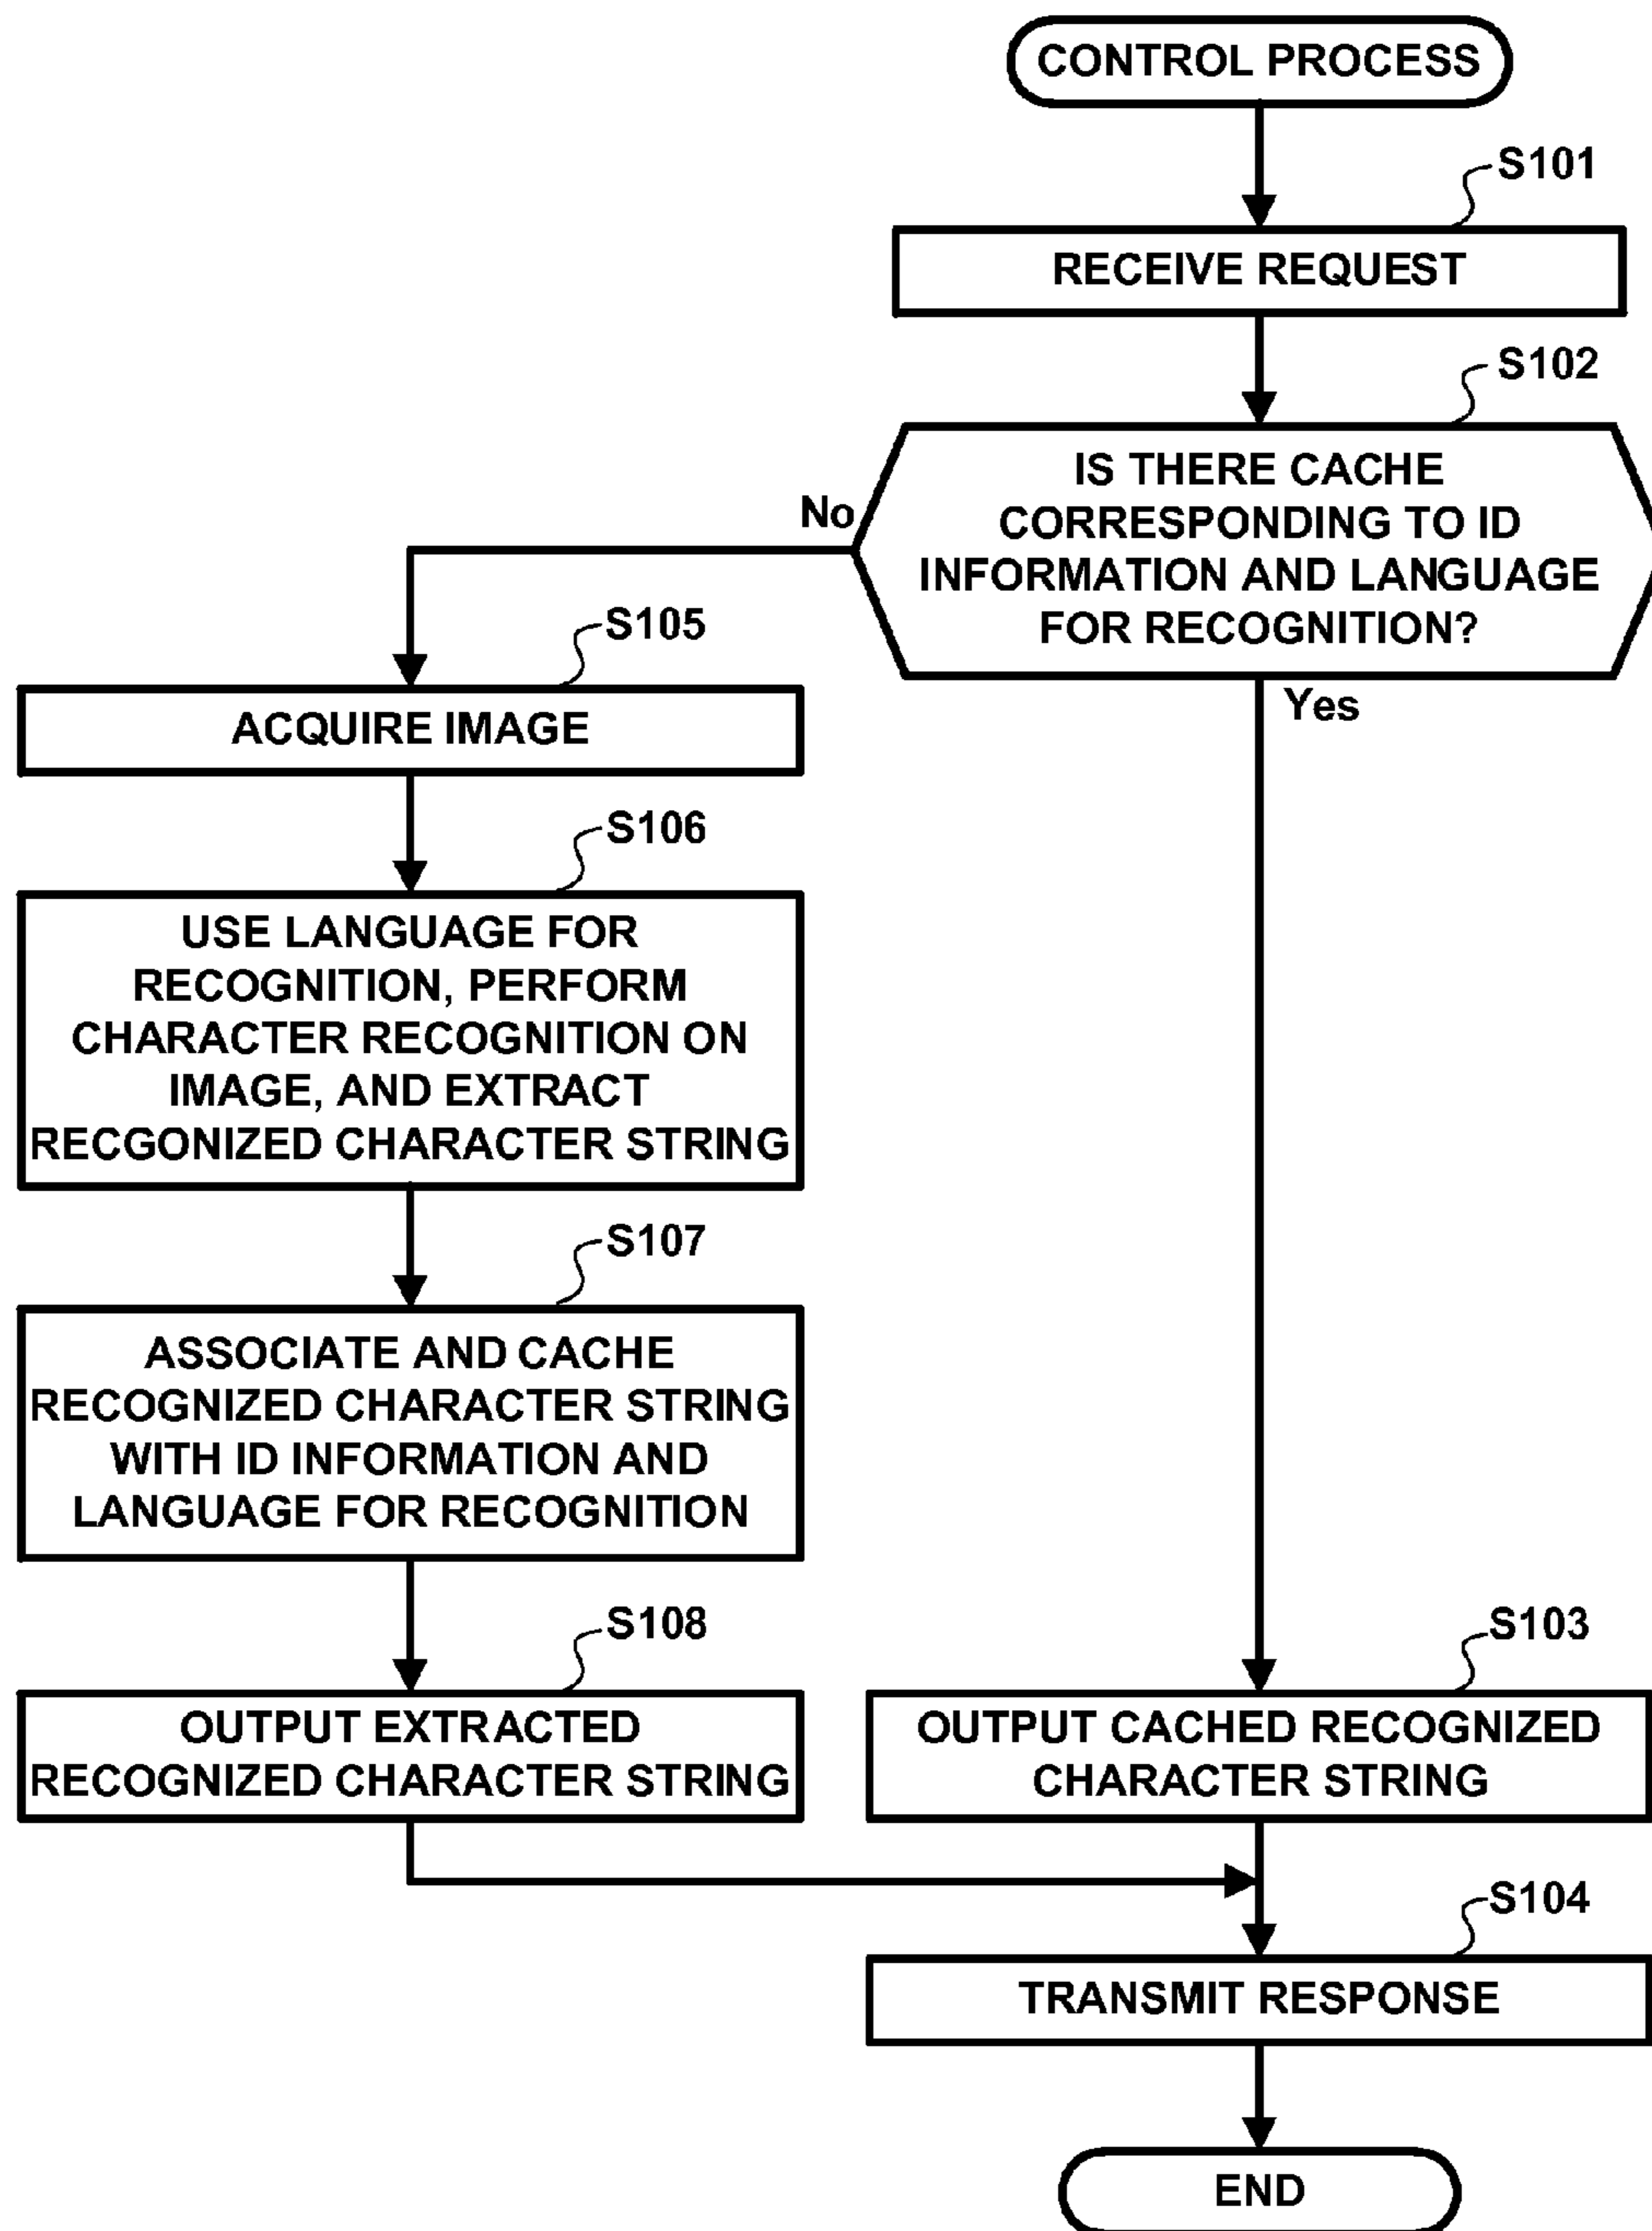 CONTROL PROCESS
S101
RECEIVE REQUEST
S102
IS THERE CACHE
CORRESPONDING TO ID
INFORMATION AND LANGUAGE
FOR RECOGNITION?
No
Yes
S105
ACQUIRE IMAGE
S106
USE LANGUAGE FOR
RECOGNITION, PERFORM
CHARACTER RECOGNITION ON
IMAGE, AND EXTRACT
RECGONIZED CHARACTER STRING
S107
ASSOCIATE AND CACHE
RECOGNIZED CHARACTER STRING
WITH ID INFORMATION AND
LANGUAGE FOR RECOGNITION
S108
OUTPUT EXTRACTED
RECOGNIZED CHARACTER STRING
S103
OUTPUT CACHED RECOGNIZED
CHARACTER STRING
S104
TRANSMIT RESPONSE
END